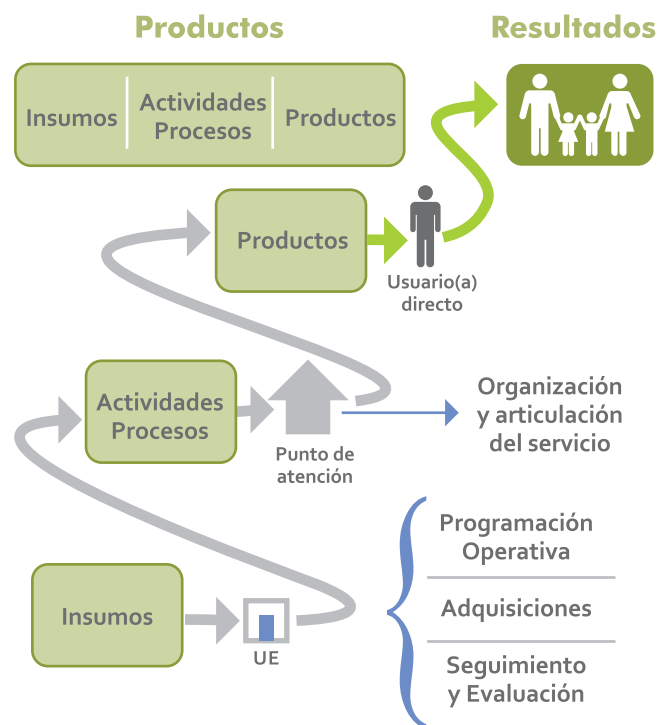 Productos
Resultados
Insumos
Actividades
Procesos
Productos
Productos
Usuario(a)
directo
Actividades
Procesos
Punto de
atención
Organización
y articulación
del servicio
Insumos
UE
Programación
Operativa
Adquisiciones
Seguimiento
y Evaluación